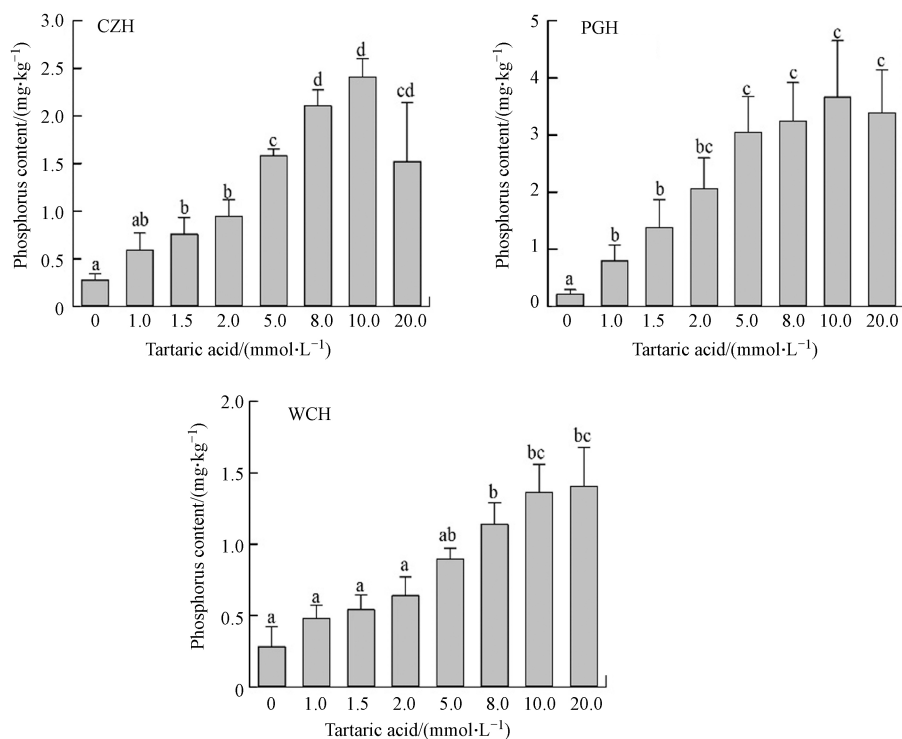 CZH
Phosphorus content/(mg·kg⁻¹)
3.0
2.5
2.0
1.5
1.0
0.5
0
a
ab
b
b
c
d
d
cd
0 1.0 1.5 2.0 5.0 8.0 10.0 20.0
Tartaric acid/(mmol·L⁻¹)
PGH
Phosphorus content/(mg·kg⁻¹)
5
4
3
2
1
0
a
b
b
bc
c
c
c
c
0 1.0 1.5 2.0 5.0 8.0 10.0 20.0
Tartaric acid/(mmol·L⁻¹)
WCH
Phosphorus content/(mg·kg⁻¹)
2.0
1.5
1.0
0.5
0
a
a
a
a
ab
b
bc
bc
0 1.0 1.5 2.0 5.0 8.0 10.0 20.0
Tartaric acid/(mmol·L⁻¹)